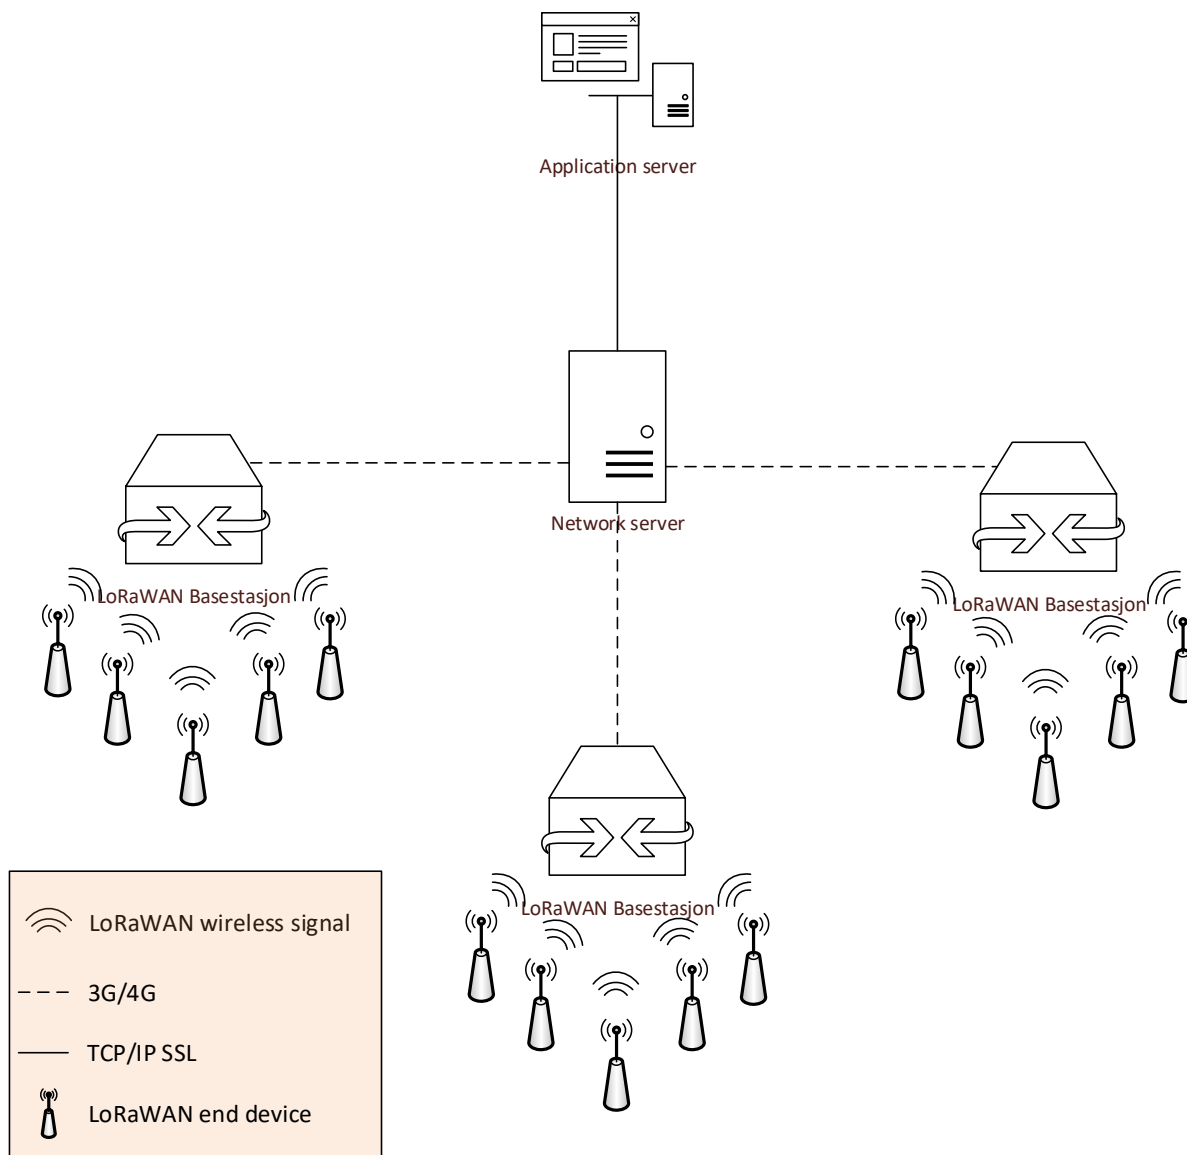 Application server
Network server
LoRaWAN Basestasjon
LoRaWAN Basestasjon
LoRaWAN Basestasjon
LoRaWAN wireless signal
3G/4G
TCP/IP SSL
LoRaWAN end device